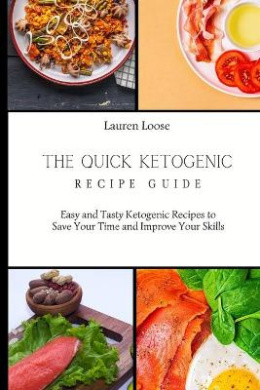 Lauren Loose
THE QUICK KETOGENIC
RECIPE GUIDE
Easy and Tasty Ketogenic Recipes to
Save Your Time and Improve Your Skills